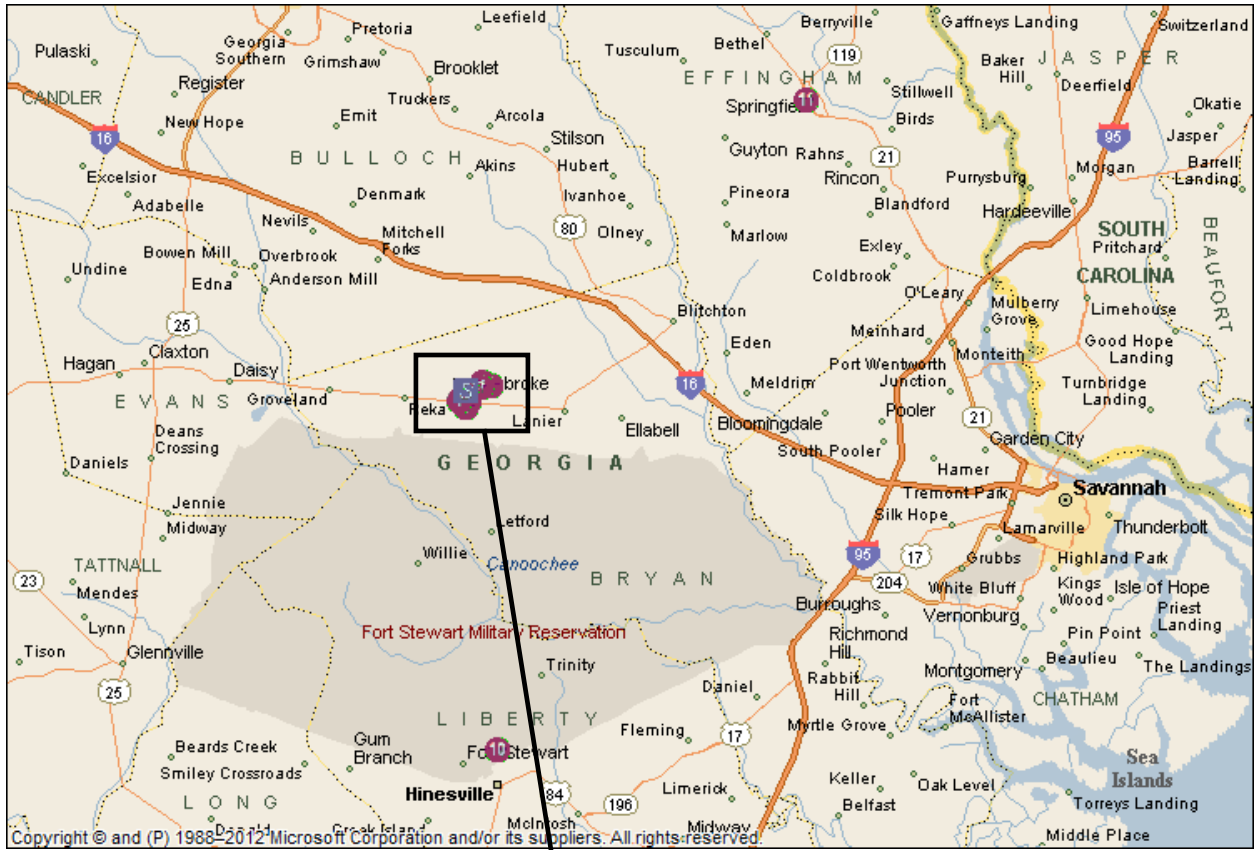 Leefield
Berryville
Gaffneys Landing
Switzerland
Pretoria
Georgia
Southern
Grimshaw
Bethel
Tusculum
119
Baker
Hill
JASPER
Pulaski
Brooklet
EFFINGHAM
Deerfield
Register
CANDLER
Truckers
Springfiel
11
Stillwell
Okatie
New Hope
Emit
Arcola
Birds
16
Stilson
95
Jasper
BULLOCH
Akins
Hubert
Guyton
Rahns
21
Morgan
Barrell
Landing
Excelsior
Rincon
Purrysburg
Adabelle
Denmark
Ivanhoe
Pineora
Blandford
Hardeeville
Nevils
Mitchell
Forks
80
Olney
Marlow
SOUTH
CAROLINA
BEAUFORT
Bowen Mill
Overbrook
Exley
Pritchard
Undine
Edna
Anderson Mill
Coldbrook
O'Leary
Mulberry
Grove
Limehouse
25
Blitchton
Meinhard
Good Hope
Landing
Hagan
Claxton
Eden
Port Wentworth
Junction
Monteith
Daisy
S
broke
16
Meldrim
Turnbridge
Landing
EVANS
Groveland
Reka
Lanier
Ellabell
Bloomingdale
Pooler
21
Deans
Crossing
South Pooler
Garden City
Daniels
GEORGIA
Hamer
Jennie
Tremont Park
Savannah
Midway
Letford
Silk Hope
Lamarville
Thunderbolt
Willie
Canoochee
95
17
Grubbs
Highland Park
TATTNALL
23
BRYAN
204
White Bluff
Kings
Wood
Isle of Hope
Mendes
Burroughs
Vernonburg
Priest
Landing
Lynn
Fort Stewart Military Reservation
Richmond
Hill
Pin Point
Tison
Glennville
Trinity
Montgomery
Beaulieu
The Landings
25
Daniel
Rabbit
Hill
Fort
McAllister
CHATHAM
LIBERTY
Fleming
17
Myrtle Grove
Beards Creek
Gum
Branch
10
Fort Stewart
Sea
Islands
Smiley Crossroads
Keller
Oak Level
Hinesville
84
196
Limerick
Belfast
Torreys Landing
LONG
McIntosh
Midway
Middle Place
Copyright © and (P) 1988–2012 Microsoft Corporation and/or its suppliers. All rights reserved.